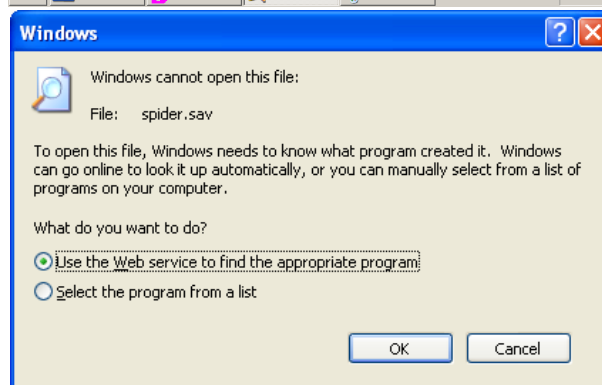 Windows
Windows cannot open this file:
File: spider.sav
To open this file, Windows needs to know what program created it. Windows
can go online to look it up automatically, or you can manually select from a list of
programs on your computer.
What do you want to do?
Use the Web service to find the appropriate program
Select the program from a list
OK Cancel